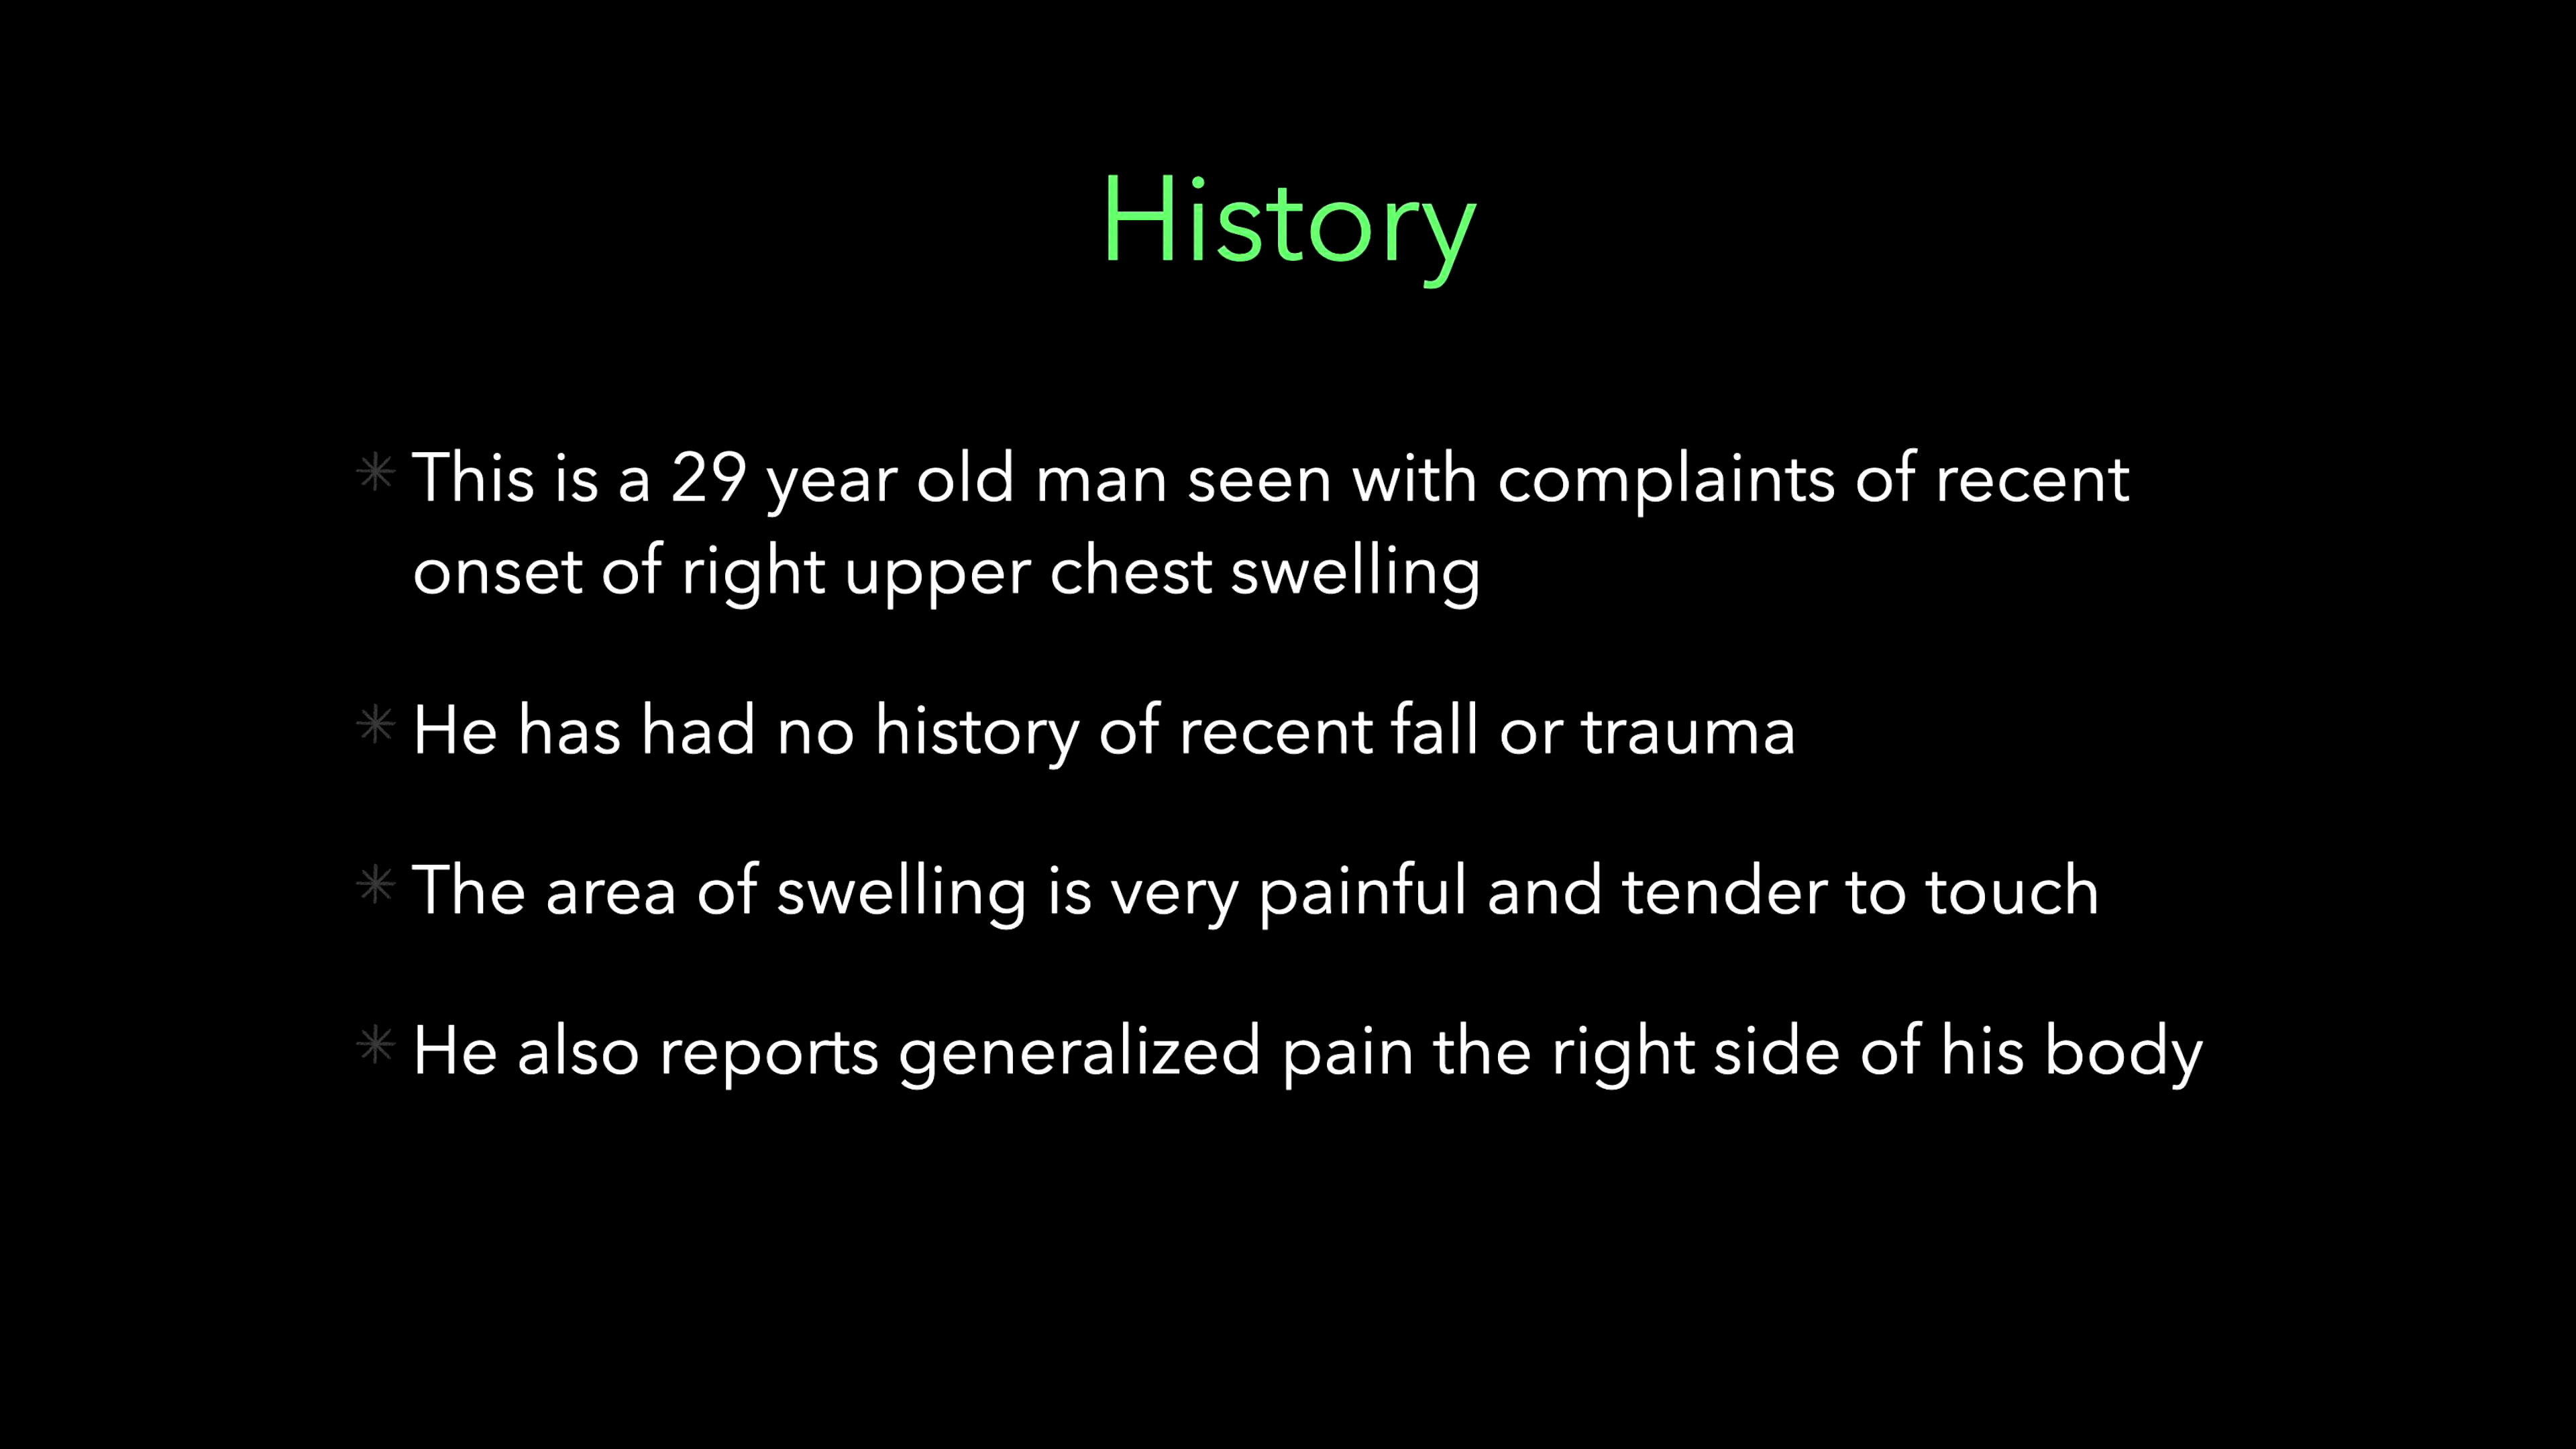 History
This is a 29 year old man seen with complaints of recent
onset of right upper chest swelling
He has had no history of recent fall or trauma
The area of swelling is very painful and tender to touch
He also reports generalized pain the right side of his body